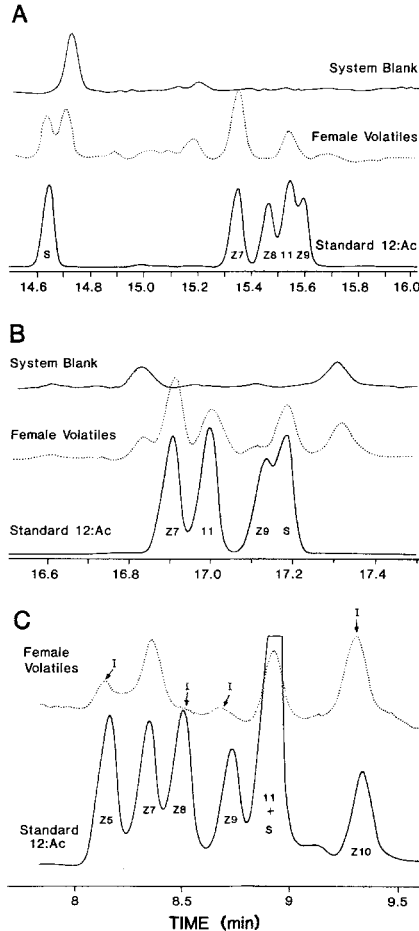 A
System Blank
Female Volatiles
Standard 12:Ac
S Z7 Z8 11 Z9
14.6 14.8 15.0 15.2 15.4 15.6 15.8 16.0
B
System Blank
Female Volatiles
Standard 12:Ac
Z7 11 Z9 S
16.6 16.8 17.0 17.2 17.4
C
Female
Volatiles
I I I I
Standard
12:Ac
Z5 Z7 Z8 Z9 11
+
S
Z10
8 8.5 9 9.5
TIME (min)